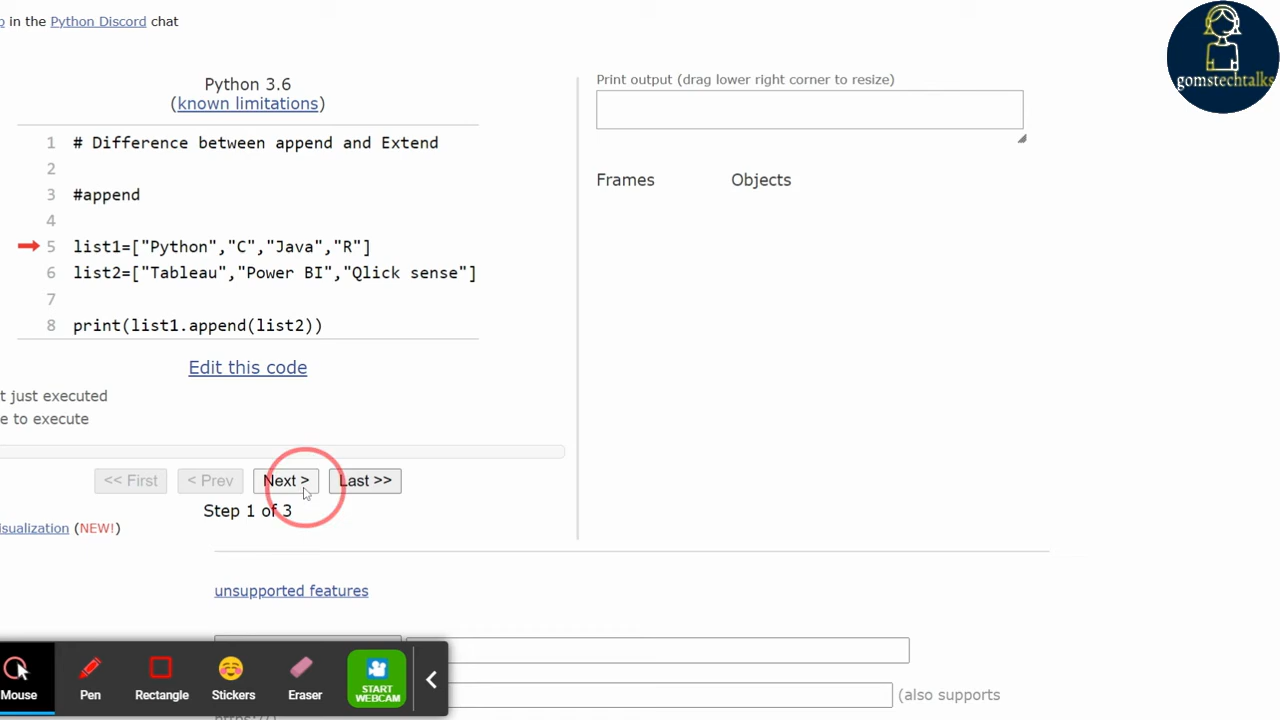 p in the Python Discord chat
gomstechtalks
Python 3.6
(known limitations)
1 # Difference between append and Extend
2
3 #append
4
5 list1=["Python","C","Java","R"]
6 list2=["Tableau","Power BI","Qlick sense"]
7
8 print(list1.append(list2))
Edit this code
t just executed
e to execute
<< First < Prev Next > Last >>
Step 1 of 3
isualization (NEW!)
Print output (drag lower right corner to resize)
Frames Objects
unsupported features
(also supports
Mouse Pen Rectangle Stickers Eraser START WEBCAM <